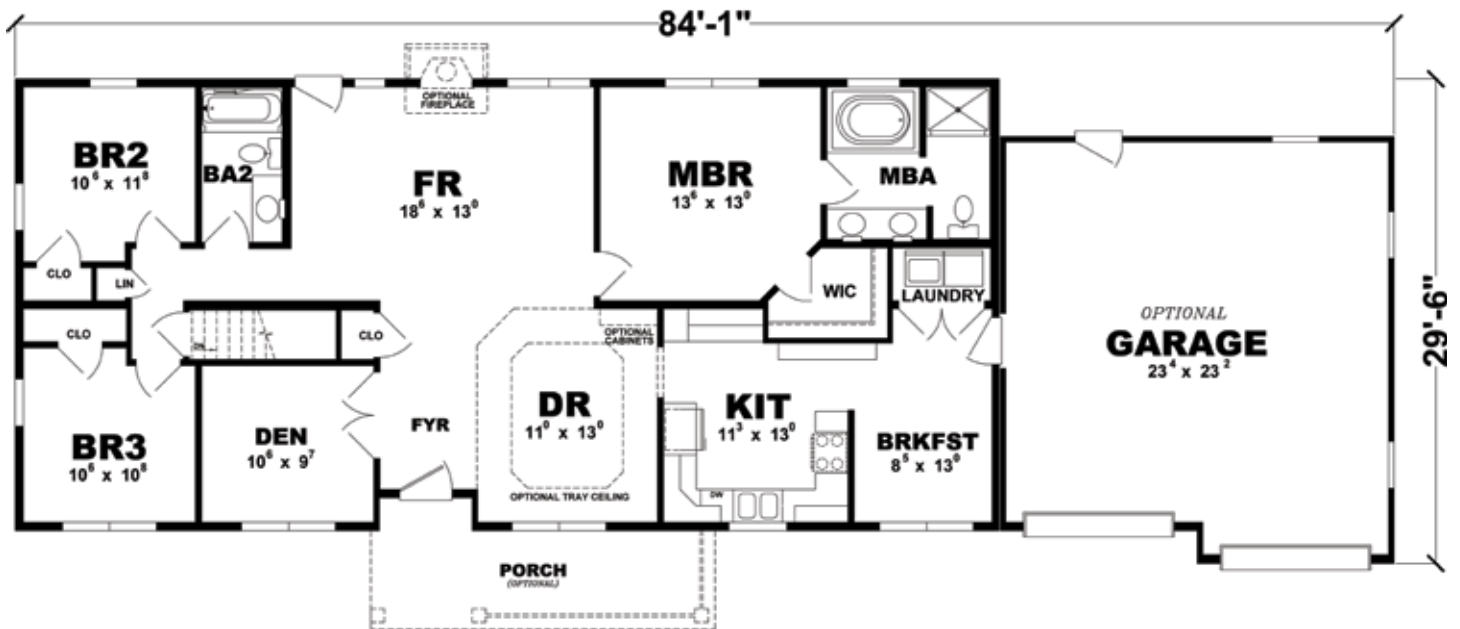 84'-1"
OPTIONAL
FIREPLACE
BR2
10⁶ x 11⁸
BA2
FR
18⁶ x 13⁰
MBR
13⁶ x 13⁰
MBA
CLO
LIN
WIC
LAUNDRY
CLO
DN
CLO
OPTIONAL
CABINETS
OPTIONAL
GARAGE
23⁴ x 23²
29'-6"
BR3
10⁶ x 10⁸
DEN
10⁶ x 9⁷
FYR
DR
11⁰ x 13⁰
OPTIONAL TRAY CEILING
KIT
11³ x 13⁰
DW
BRKFST
8⁵ x 13⁰
PORCH
(OPTIONAL)